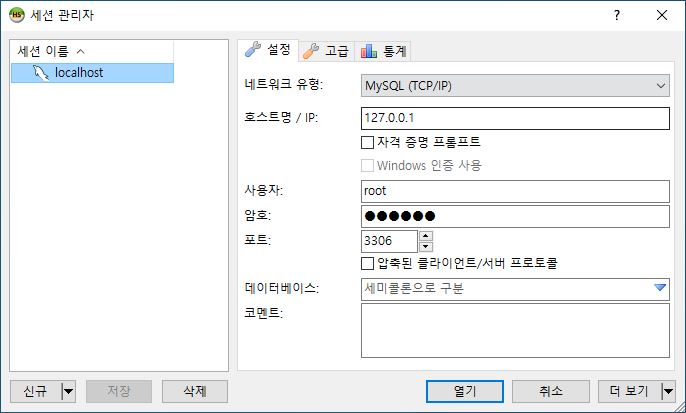 HS 세션 관리자
세션 이름
localhost
설정 고급 통계
네트워크 유형: MySQL (TCP/IP)
호스트명 / IP: 127.0.0.1
자격 증명 프롬프트
Windows 인증 사용
사용자: root
암호: ●●●●●●
포트: 3306
압축된 클라이언트/서버 프로토콜
데이터베이스: 세미콜론으로 구분
코멘트:
신규 저장 삭제 열기 취소 더 보기